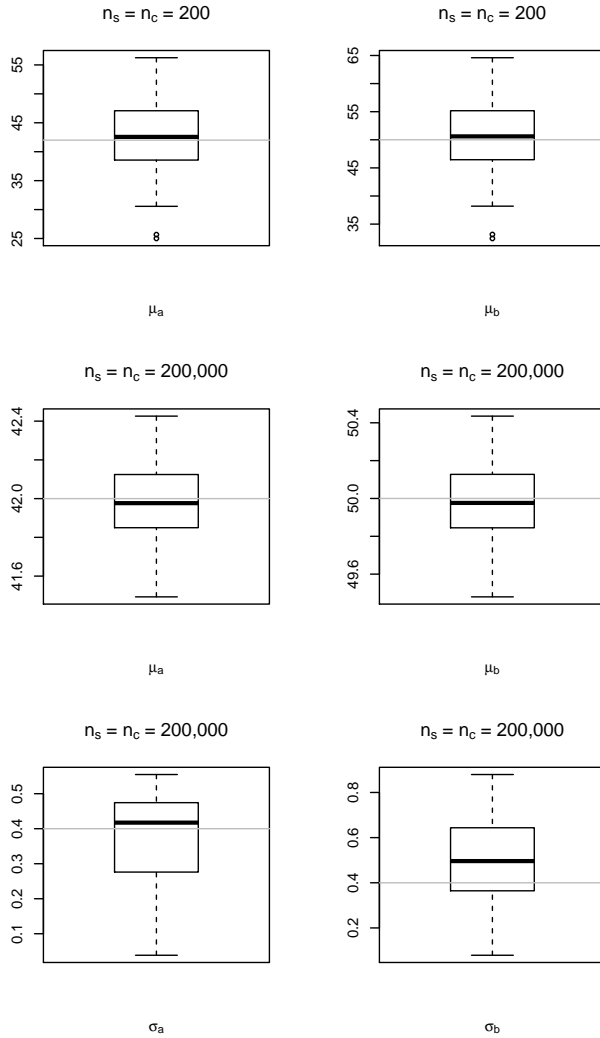 n_s = n_c = 200
n_s = n_c = 200
55
45
35
25
65
55
45
35
8
8
μ_a
μ_b
n_s = n_c = 200,000
n_s = n_c = 200,000
42.4
42.0
41.6
50.4
50.0
49.6
μ_a
μ_b
n_s = n_c = 200,000
n_s = n_c = 200,000
0.5
0.4
0.3
0.2
0.1
0.8
0.6
0.4
0.2
σ_a
σ_b